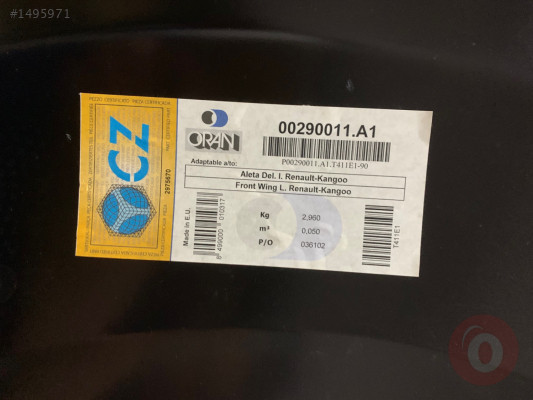 #1495971
CZ
2975870
ORAN
00290011.A1
P00290011.A1.T411E1-90
Adaptable a/to:
Aleta Del. I. Renault-Kangoo
Front Wing L. Renault-Kangoo
Made in E.U.
Kg 2,960
m³ 0,050
P/O 036102
T411E1